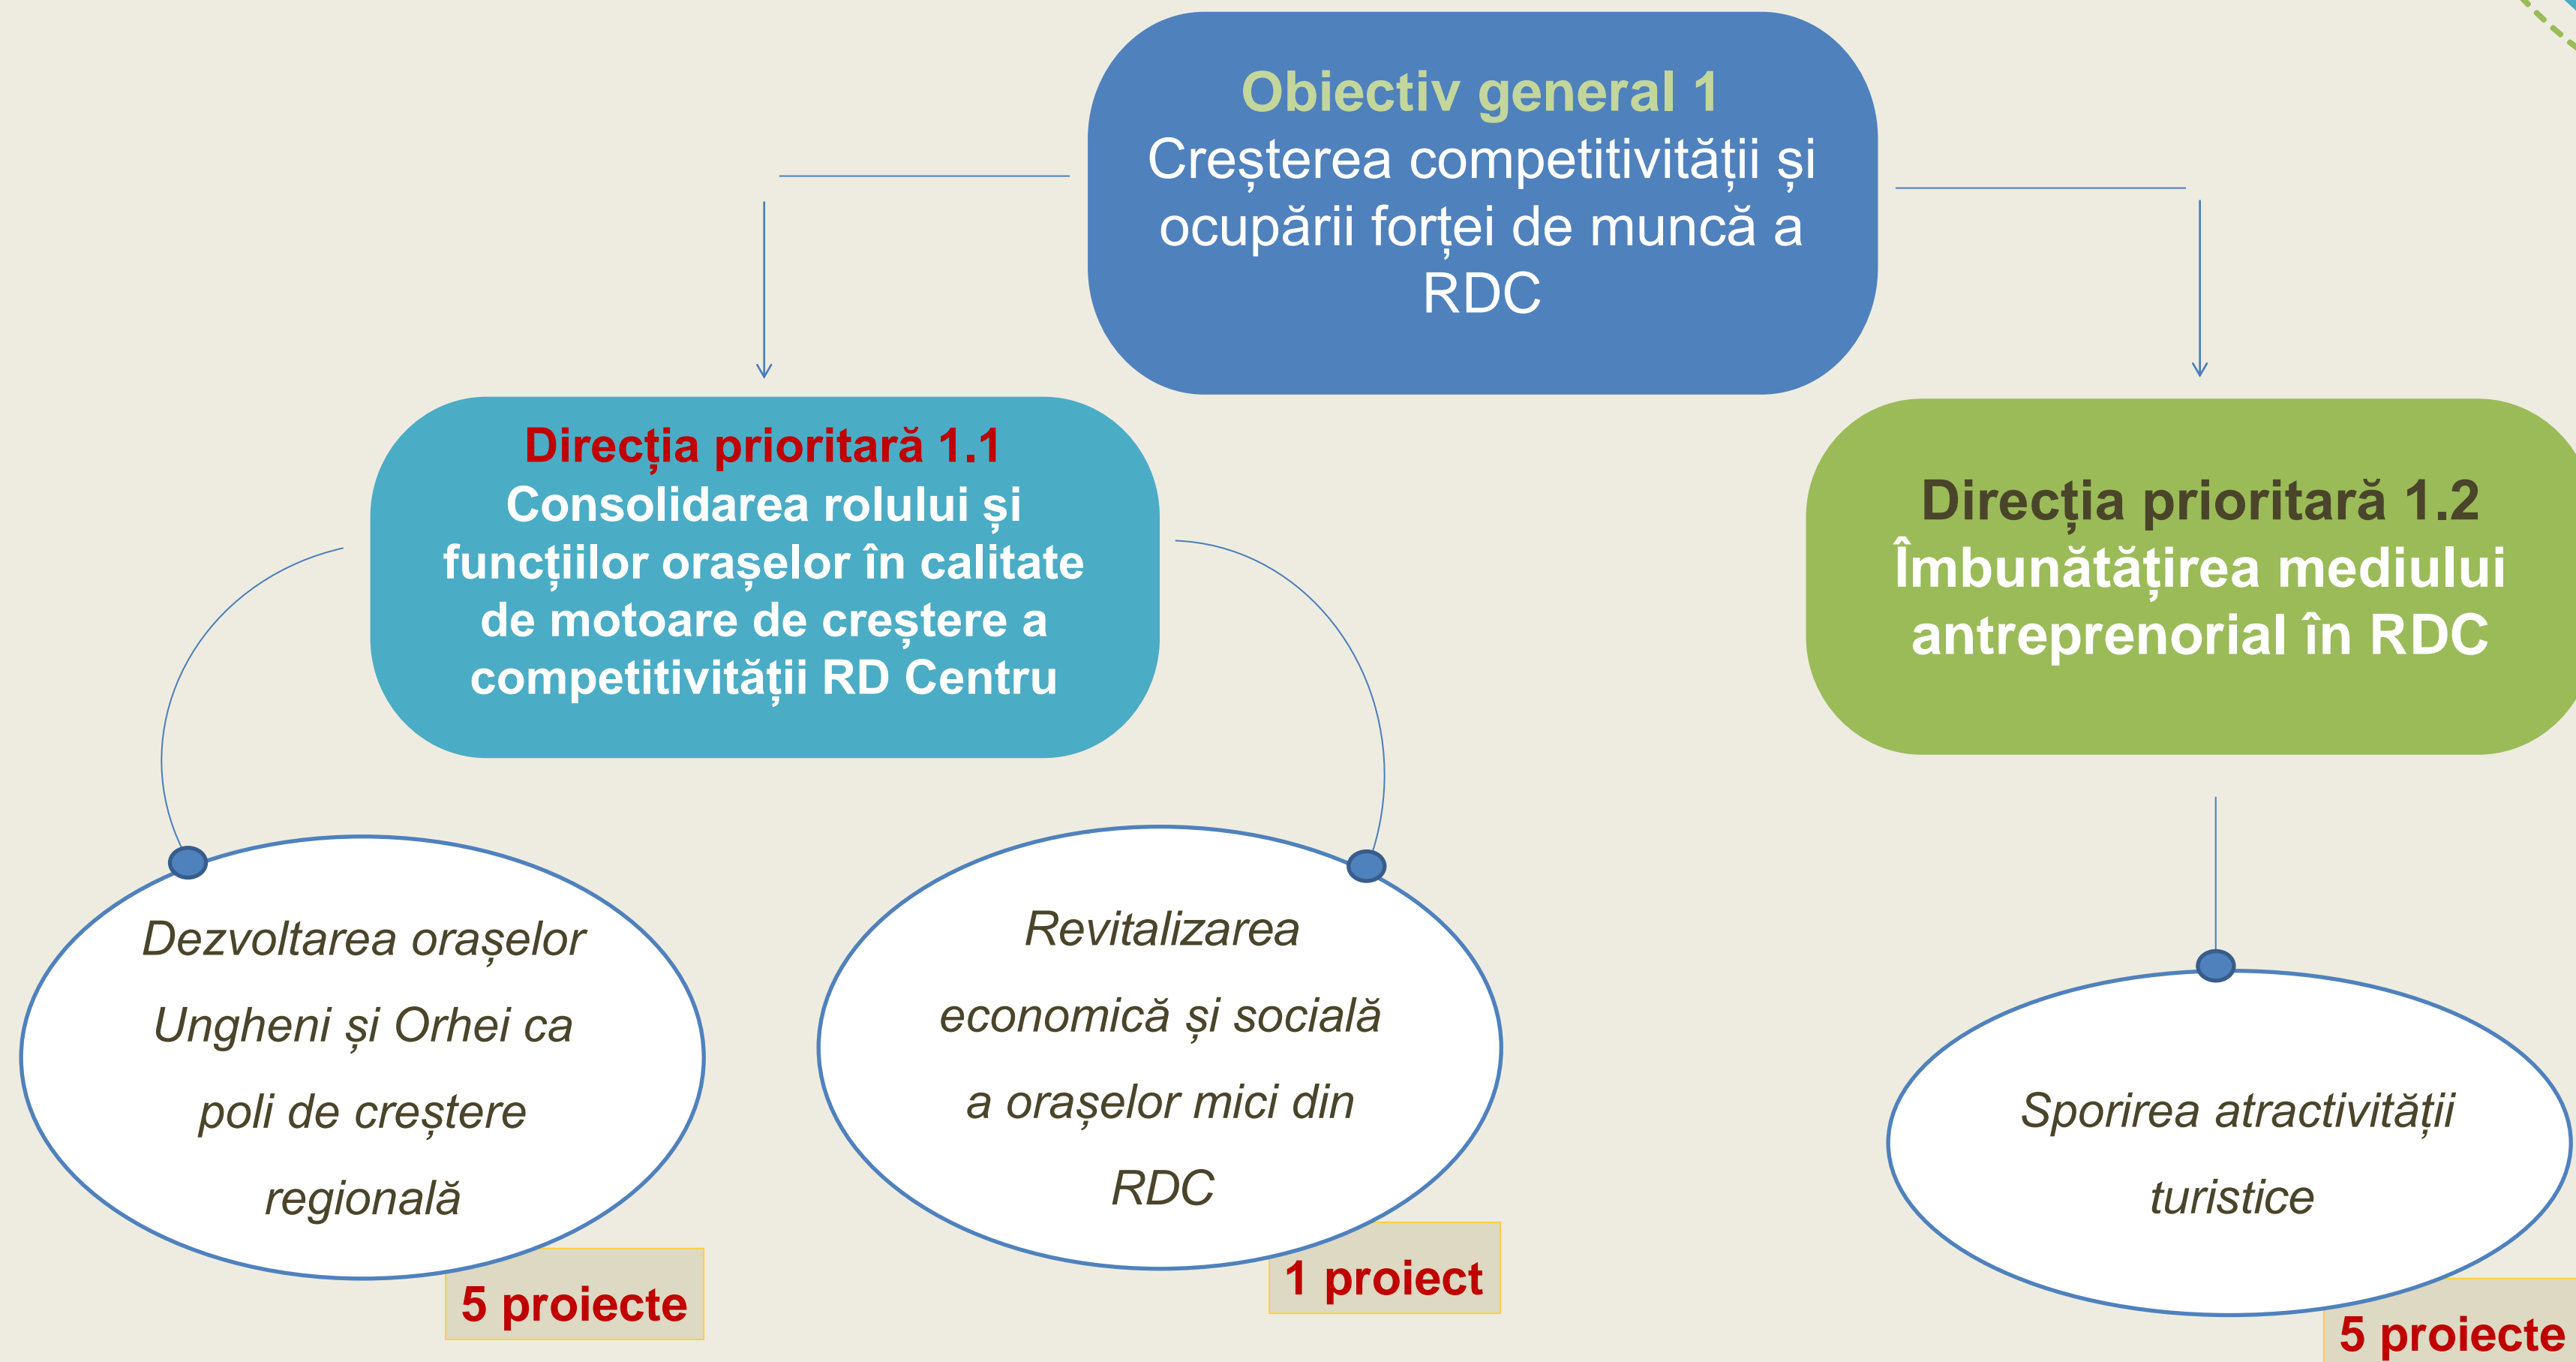 Obiectiv general 1
Creșterea competitivității și
ocupării forței de muncă a
RDC
Direcția prioritară 1.1
Consolidarea rolului și
funcțiilor orașelor în calitate
de motoare de creștere a
competitivității RD Centru
Direcția prioritară 1.2
Îmbunătățirea mediului
antreprenorial în RDC
Dezvoltarea orașelor
Ungheni și Orhei ca
poli de creștere
regională
5 proiecte
Revitalizarea
economică și socială
a orașelor mici din
RDC
1 proiect
Sporirea atractivității
turistice
5 proiecte